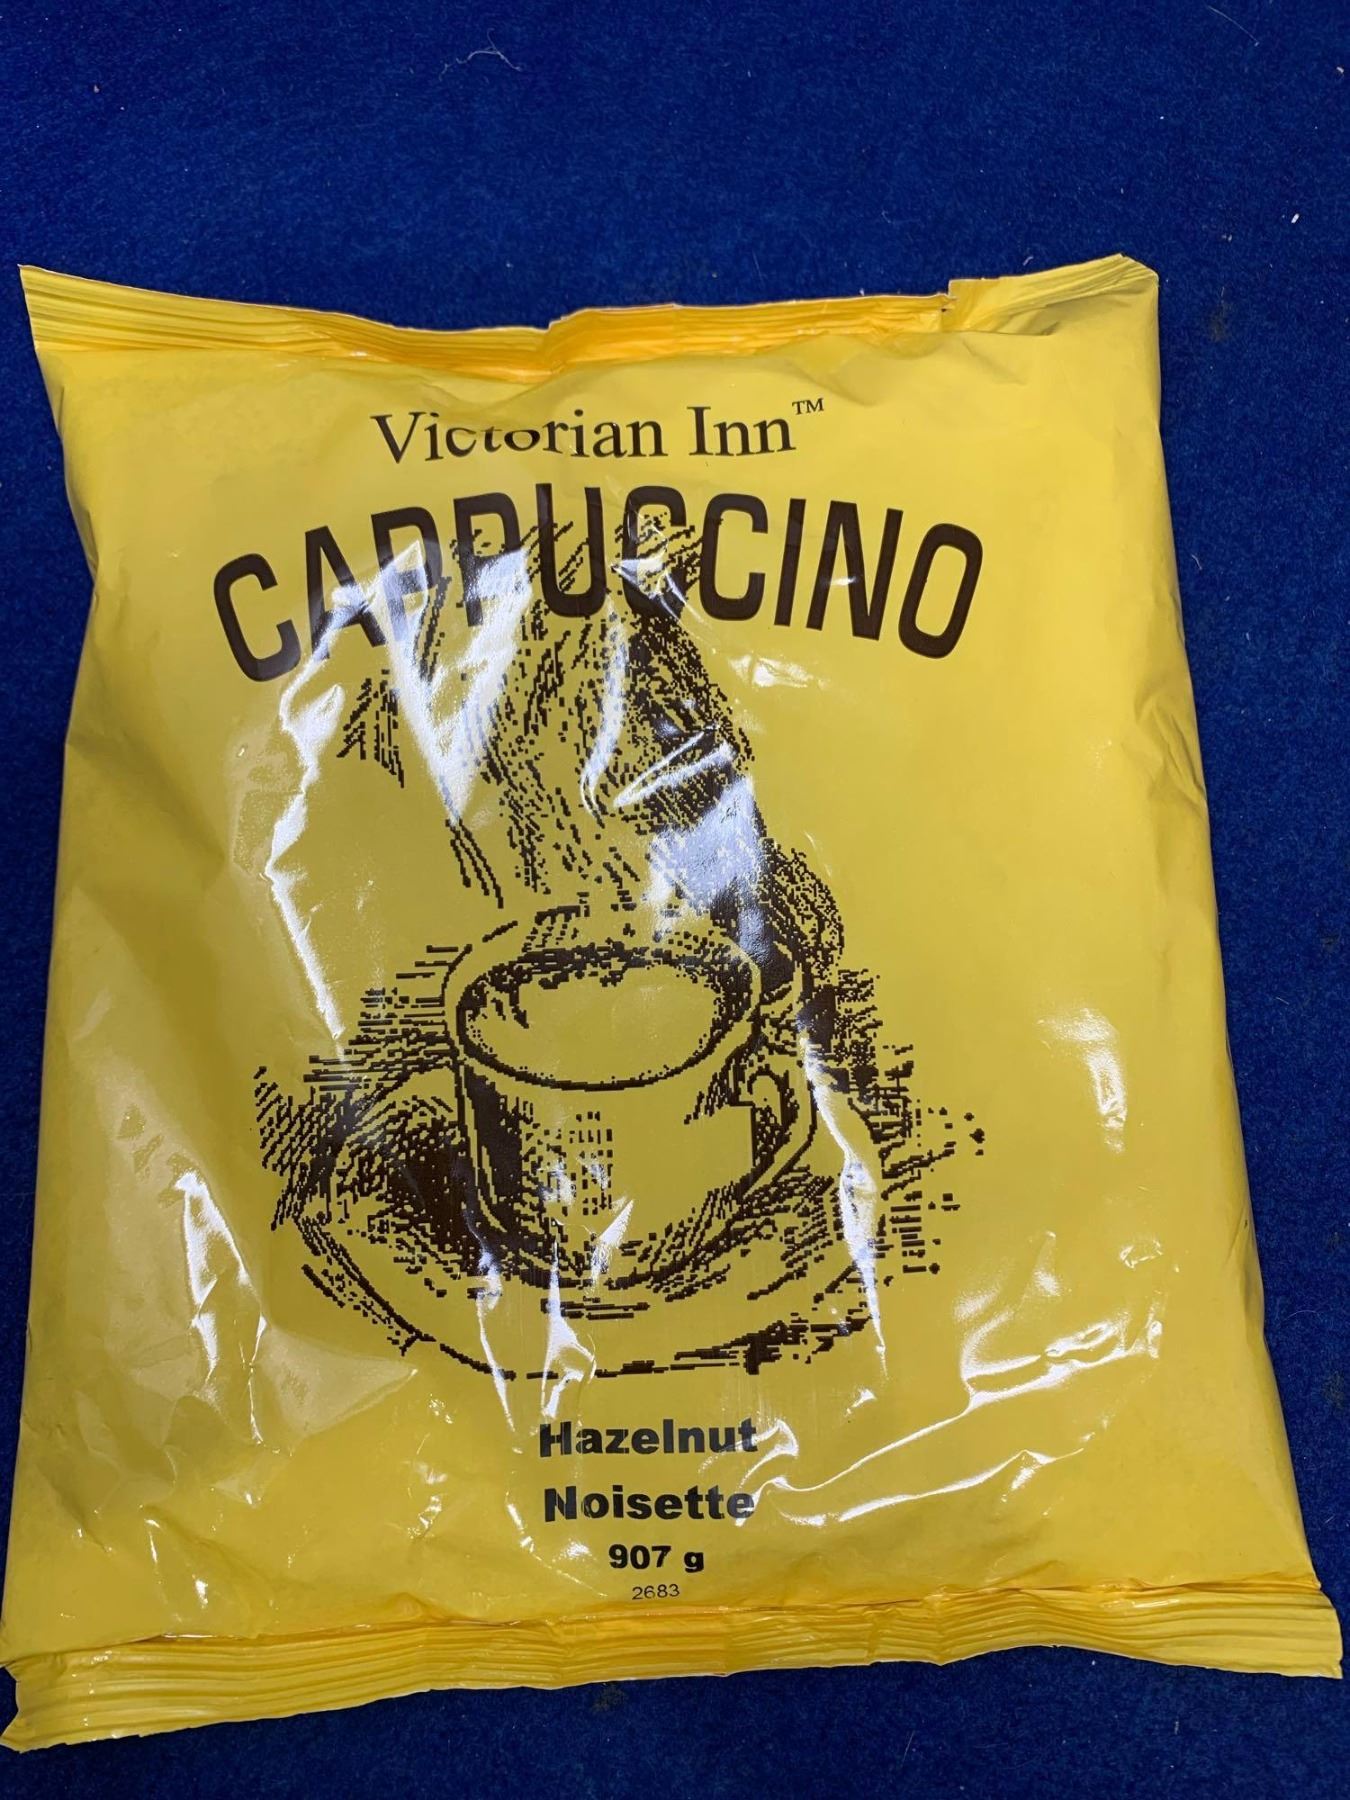 Victorian Inn™
CAPPUCCINO
Hazelnut
Noisette
907 g
2683